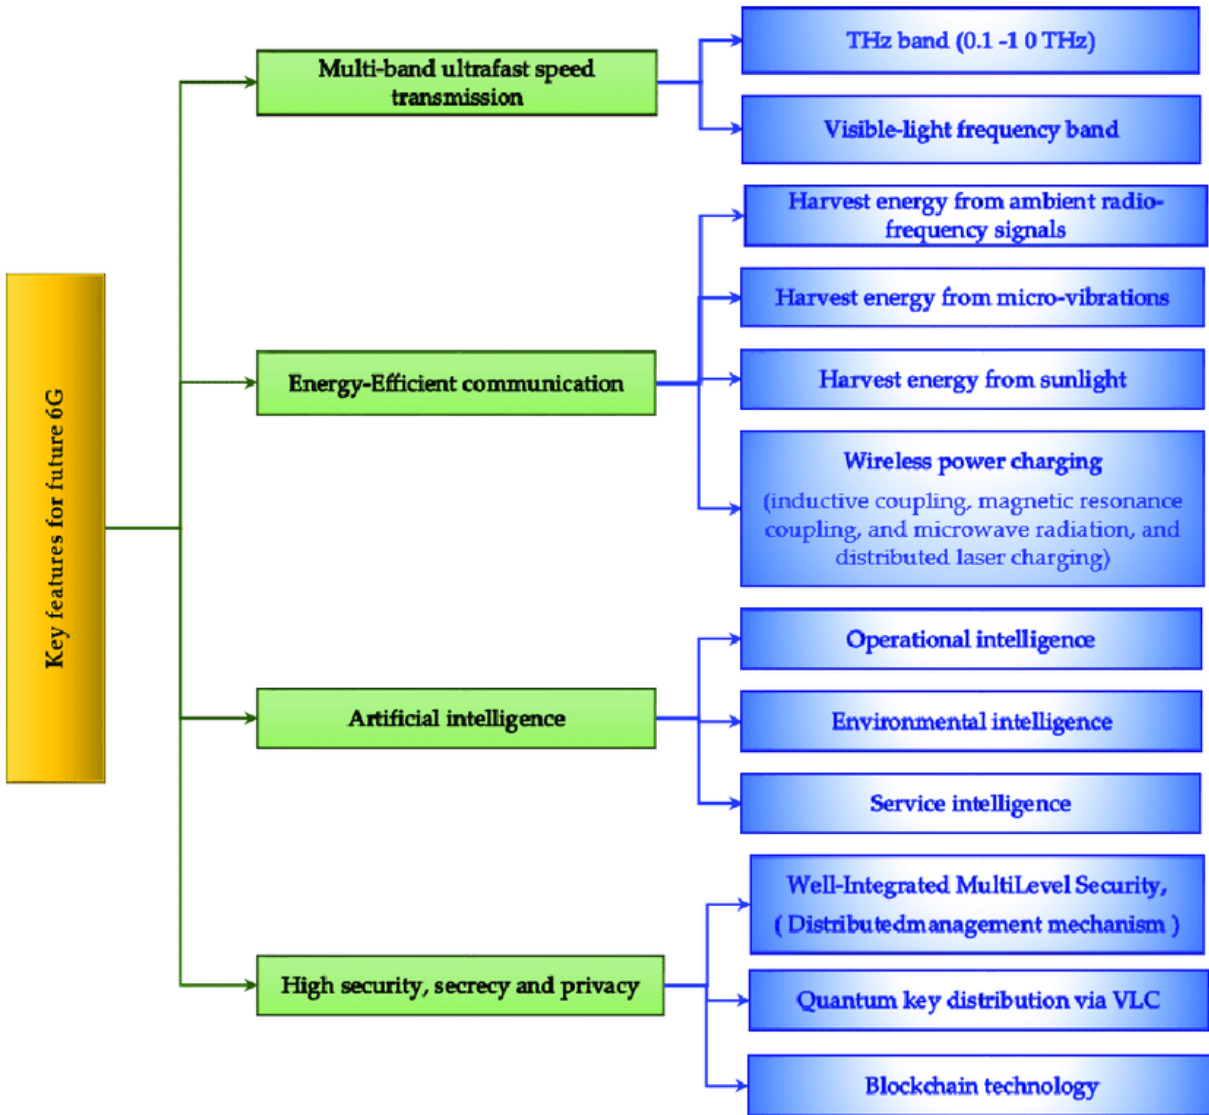 Key features for future 6G
Multi-band ultrafast speed
transmission
THz band (0.1 -1 0 THz)
Visible-light frequency band
Energy-Efficient communication
Harvest energy from ambient radio-
frequency signals
Harvest energy from micro-vibrations
Harvest energy from sunlight
Wireless power charging
(inductive coupling, magnetic resonance
coupling, and microwave radiation, and
distributed laser charging)
Artificial intelligence
Operational intelligence
Environmental intelligence
Service intelligence
High security, secrecy and privacy
Well-Integrated MultiLevel Security,
( Distributedmanagement mechanism )
Quantum key distribution via VLC
Blockchain technology